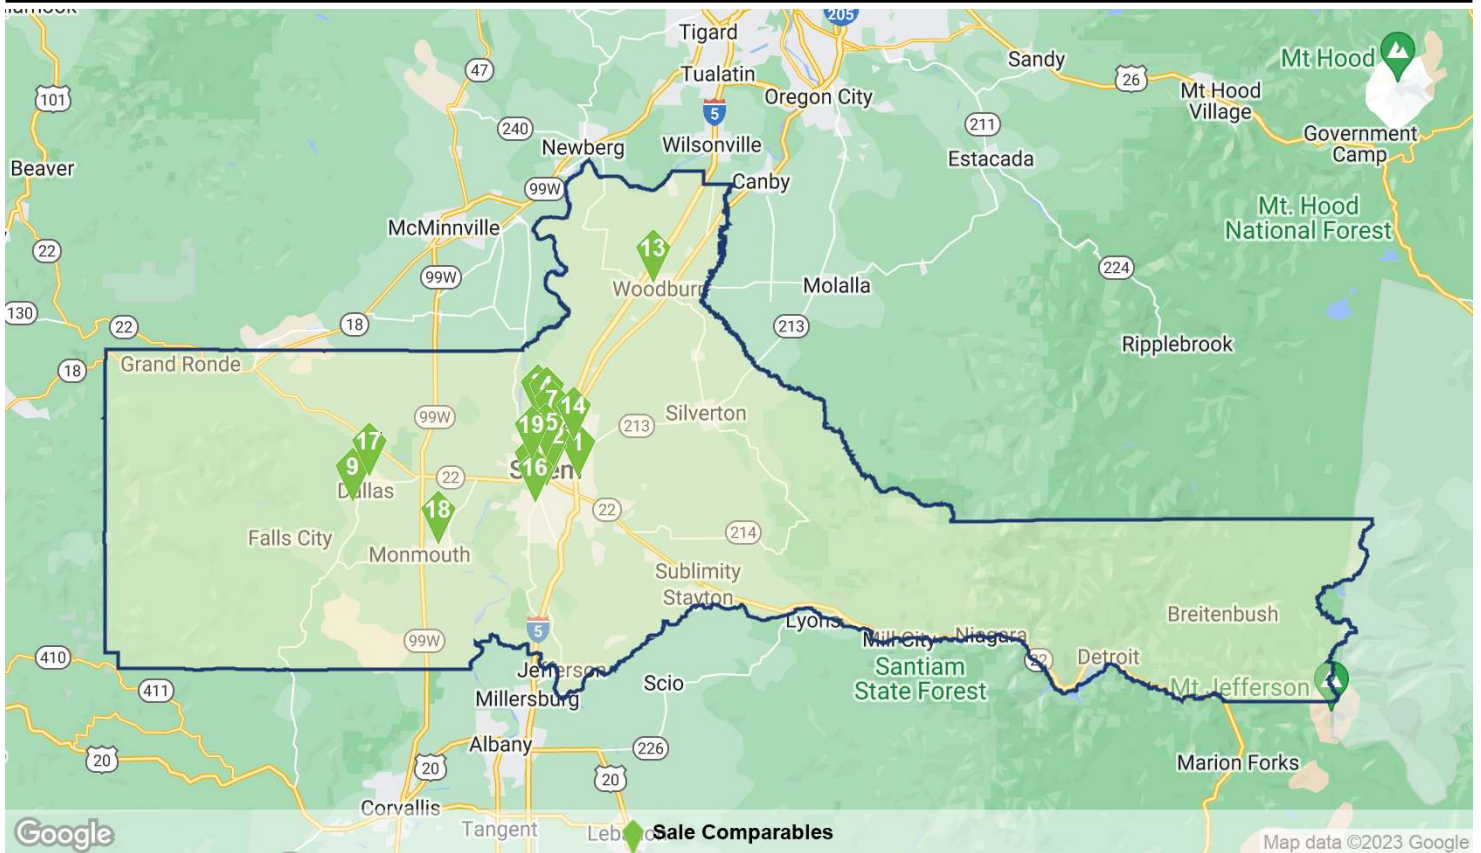 205
Tigard
47
Sandy
Mt Hood
Tualatin
26
101
Oregon City
Mt Hood
Village
5
240
211
Government
Camp
Newberg
Wilsonville
Beaver
Estacada
99W
Canby
Mt. Hood
National Forest
McMinnville
22
13
99W
224
Woodburn
Molalla
130
18
22
213
Ripplebrook
Grand Ronde
18
7
14
99W
Silverton
19
5
213
17
2
1
9
16
Salem
22
Dallas
18
22
214
Falls City
Monmouth
Sublimity
Stayton
Breitenbush
5
Lyons
Mill City
Niagara
99W
410
Detroit
22
Jefferson
Santiam
State Forest
Scio
411
Mt Jefferson
Millersburg
Albany
226
20
20
20
Marion Forks
Corvallis
Tangent
Lebanon
Sale Comparables
Google
Map data ©2023 Google